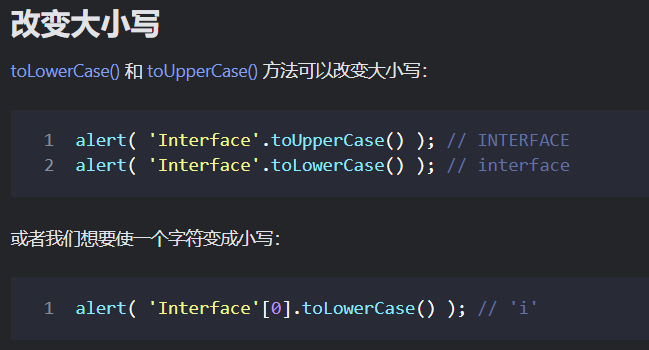 改变大小写
toLowerCase() 和 toUpperCase() 方法可以改变大小写：
1 alert( 'Interface'.toUpperCase() ); // INTERFACE
2 alert( 'Interface'.toLowerCase() ); // interface
或者我们想要使一个字符变成小写：
1 alert( 'Interface'[0].toLowerCase() ); // 'i'